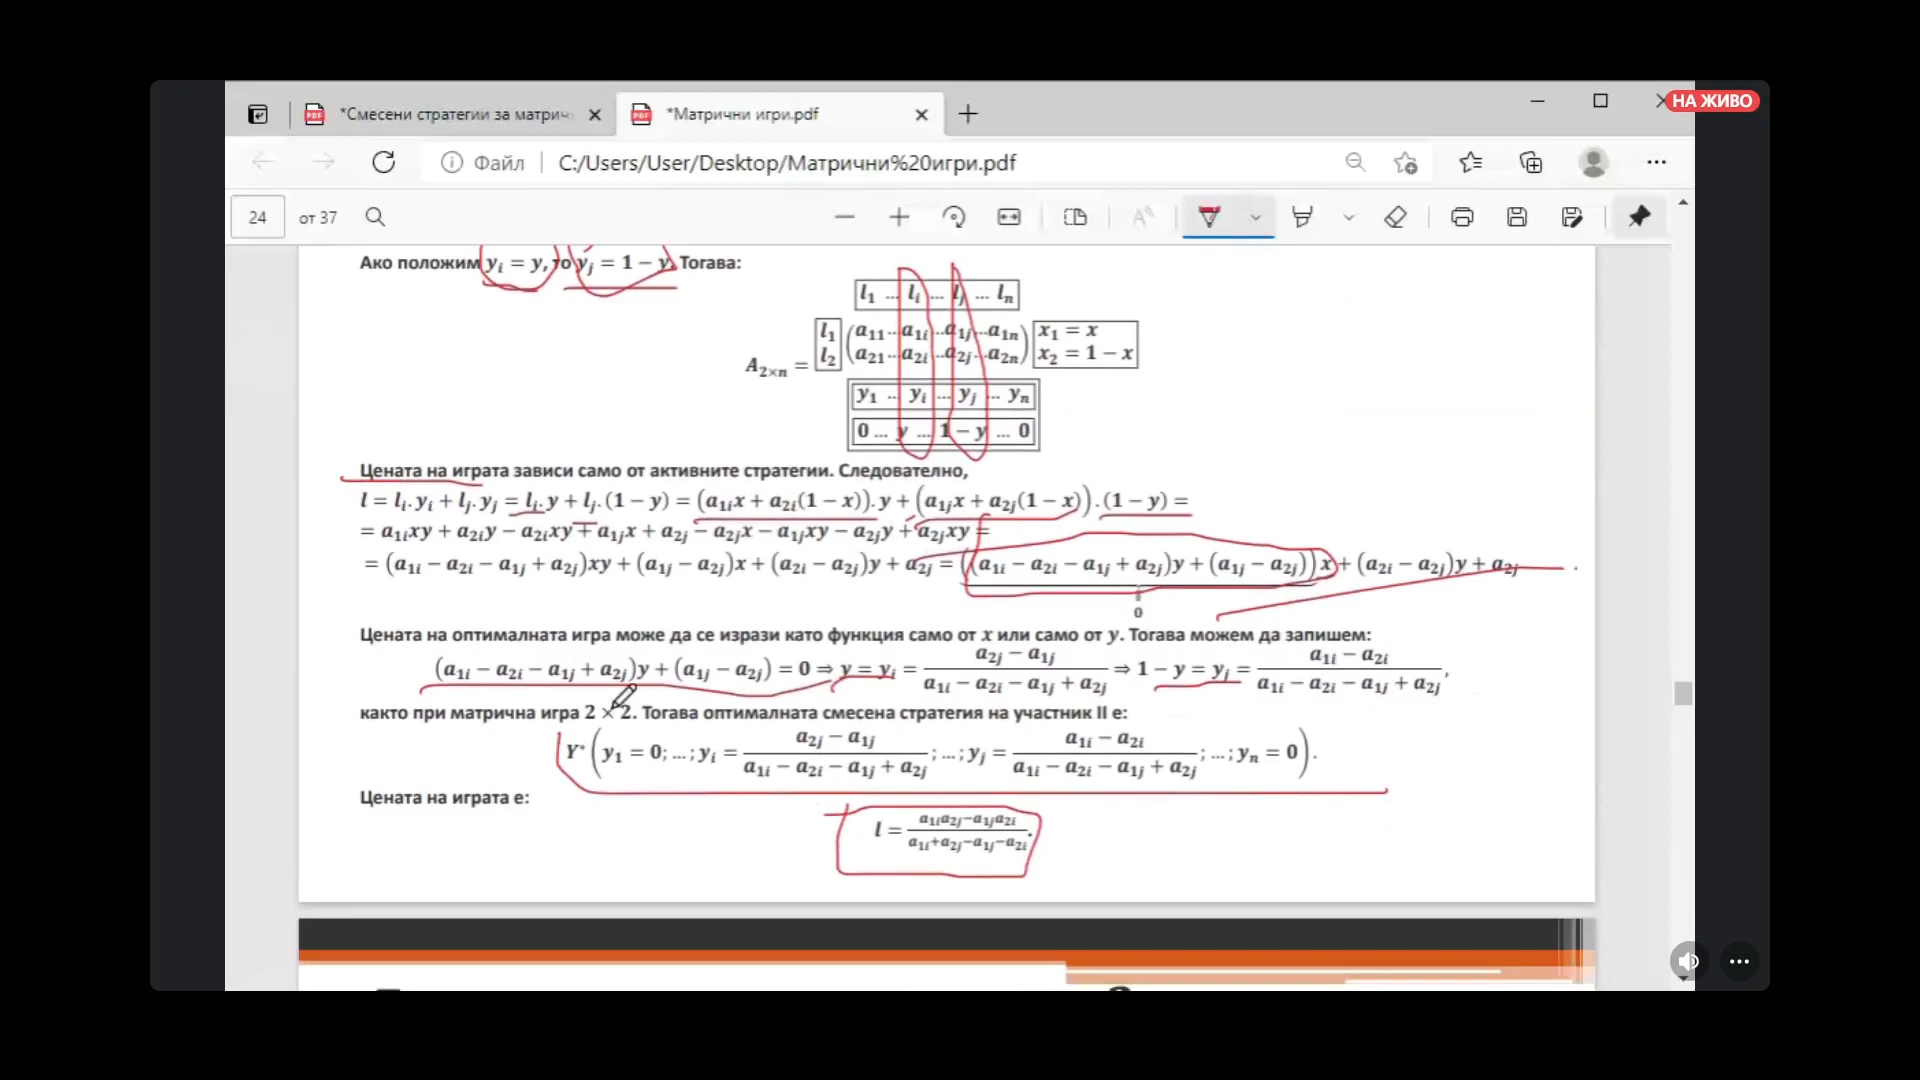 *Смесени стратегии за матрич
*Матрични игри.pdf
НА ЖИВО
Файл
C:/Users/User/Desktop/Матрични%20игри.pdf
24 от 37
Ако положим yᵢ = y, то yⱼ = 1 − y. Тогава:
l₁ ... lᵢ ... lⱼ ... lₙ
l₁ (a₁₁...a₁ᵢ...a₁ⱼ...a₁ₙ) x₁ = x
A₂ₓₙ = l₂ (a₂₁...a₂ᵢ...a₂ⱼ...a₂ₙ) x₂ = 1 − x
y₁ ... yᵢ ... yⱼ ... yₙ
0 ... y ... 1 − y ... 0
Цената на играта зависи само от активните стратегии. Следователно,
l = lᵢ.yᵢ + lⱼ.yⱼ = lᵢ.y + lⱼ.(1 − y) = (a₁ᵢx + a₂ᵢ(1 − x)).y + (a₁ⱼx + a₂ⱼ(1 − x)).(1 − y) =
= a₁ᵢxy + a₂ᵢy − a₂ᵢxy + a₁ⱼx + a₂ⱼ − a₂ⱼx − a₁ⱼxy − a₂ⱼy + a₂ⱼxy =
= (a₁ᵢ − a₂ᵢ − a₁ⱼ + a₂ⱼ)xy + (a₁ⱼ − a₂ⱼ)x + (a₂ᵢ − a₂ⱼ)y + a₂ⱼ = ((a₁ᵢ − a₂ᵢ − a₁ⱼ + a₂ⱼ)y + (a₁ⱼ − a₂ⱼ))x + (a₂ᵢ − a₂ⱼ)y + a₂ⱼ .
0
Цената на оптималната игра може да се изрази като функция само от x или само от y. Тогава можем да запишем:
(a₁ᵢ − a₂ᵢ − a₁ⱼ + a₂ⱼ)y + (a₁ⱼ − a₂ⱼ) = 0 ⇒ y = yᵢ = (a₂ⱼ − a₁ⱼ)/(a₁ᵢ − a₂ᵢ − a₁ⱼ + a₂ⱼ) ⇒ 1 − y = yⱼ = (a₁ᵢ − a₂ᵢ)/(a₁ᵢ − a₂ᵢ − a₁ⱼ + a₂ⱼ),
както при матрична игра 2 × 2. Тогава оптималната смесена стратегия на участник II е:
Y* (y₁ = 0; ... ; yᵢ = (a₂ⱼ − a₁ⱼ)/(a₁ᵢ − a₂ᵢ − a₁ⱼ + a₂ⱼ) ; ... ; yⱼ = (a₁ᵢ − a₂ᵢ)/(a₁ᵢ − a₂ᵢ − a₁ⱼ + a₂ⱼ) ; ... ; yₙ = 0).
Цената на играта е:
l = (a₁ᵢa₂ⱼ−a₁ⱼa₂ᵢ)/(a₁ᵢ+a₂ⱼ−a₁ⱼ−a₂ᵢ).